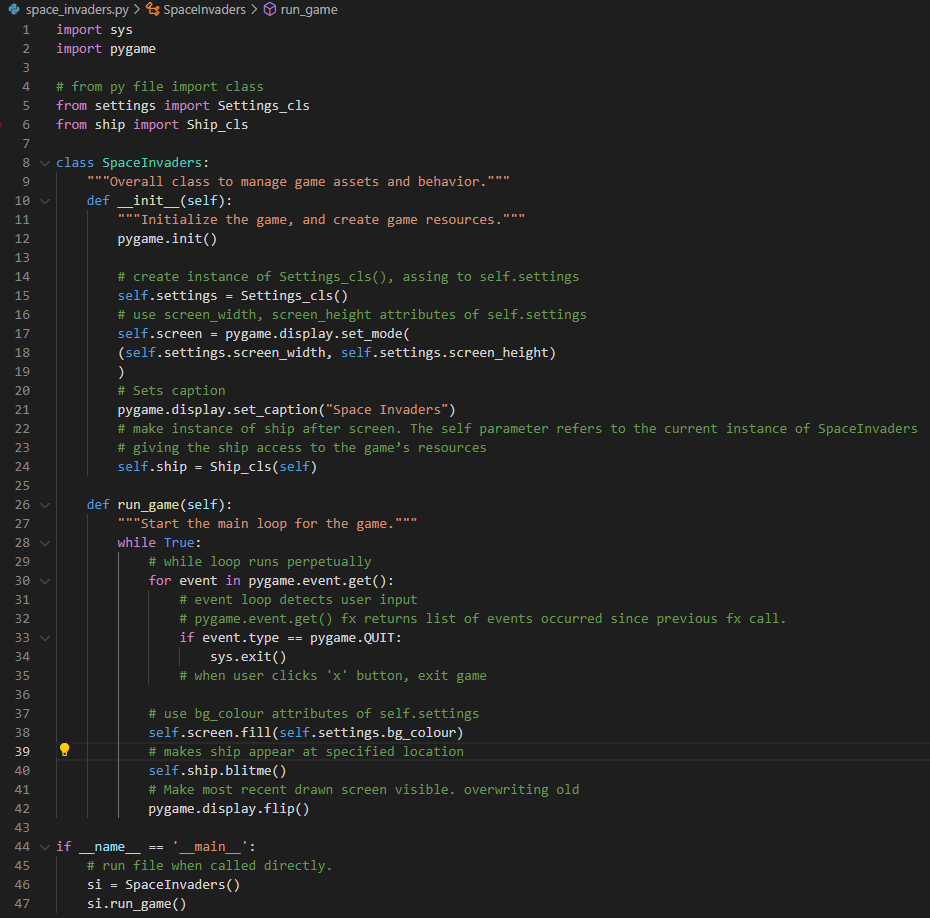 space_invaders.py > SpaceInvaders > run_game
1 import sys
2 import pygame
3
4 # from py file import class
5 from settings import Settings_cls
6 from ship import Ship_cls
7
8 class SpaceInvaders:
9     """Overall class to manage game assets and behavior."""
10     def __init__(self):
11         """Initialize the game, and create game resources."""
12         pygame.init()
13
14         # create instance of Settings_cls(), assing to self.settings
15         self.settings = Settings_cls()
16         # use screen_width, screen_height attributes of self.settings
17         self.screen = pygame.display.set_mode(
18         (self.settings.screen_width, self.settings.screen_height)
19         )
20         # Sets caption
21         pygame.display.set_caption("Space Invaders")
22         # make instance of ship after screen. The self parameter refers to the current instance of SpaceInvaders
23         # giving the ship access to the game’s resources
24         self.ship = Ship_cls(self)
25
26     def run_game(self):
27         """Start the main loop for the game."""
28         while True:
29             # while loop runs perpetually
30             for event in pygame.event.get():
31                 # event loop detects user input
32                 # pygame.event.get() fx returns list of events occurred since previous fx call.
33                 if event.type == pygame.QUIT:
34                     sys.exit()
35                 # when user clicks 'x' button, exit game
36
37             # use bg_colour attributes of self.settings
38             self.screen.fill(self.settings.bg_colour)
39             # makes ship appear at specified location
40             self.ship.blitme()
41             # Make most recent drawn screen visible. overwriting old
42             pygame.display.flip()
43
44 if __name__ == '__main__':
45     # run file when called directly.
46     si = SpaceInvaders()
47     si.run_game()